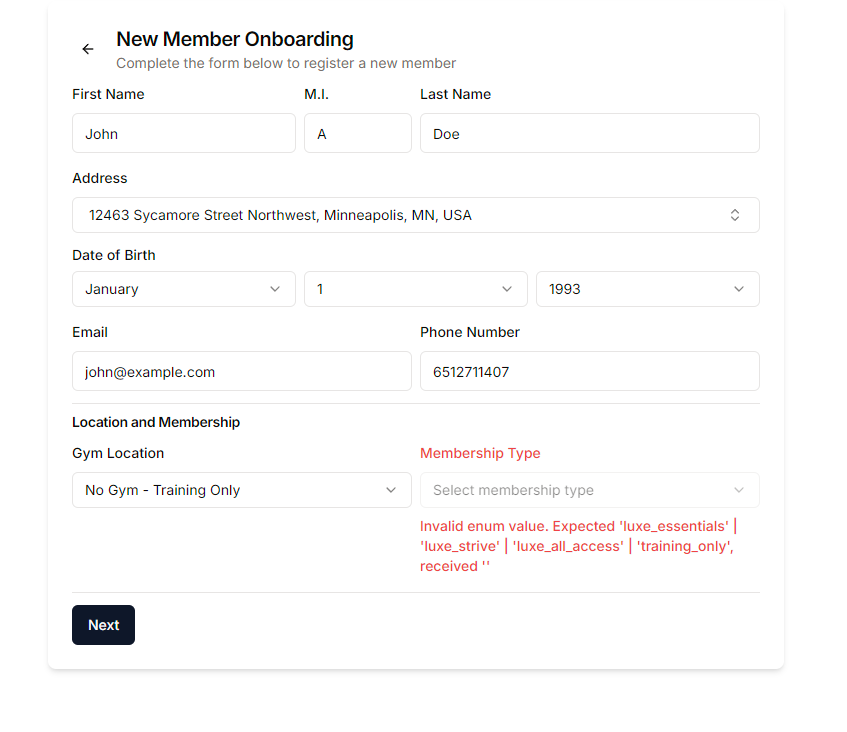 New Member Onboarding
Complete the form below to register a new member
First Name
M.I.
Last Name
John
A
Doe
Address
12463 Sycamore Street Northwest, Minneapolis, MN, USA
Date of Birth
January
1
1993
Email
Phone Number
john@example.com
6512711407
Location and Membership
Gym Location
Membership Type
No Gym - Training Only
Select membership type
Invalid enum value. Expected 'luxe_essentials' |
'luxe_strive' | 'luxe_all_access' | 'training_only',
received ''
Next